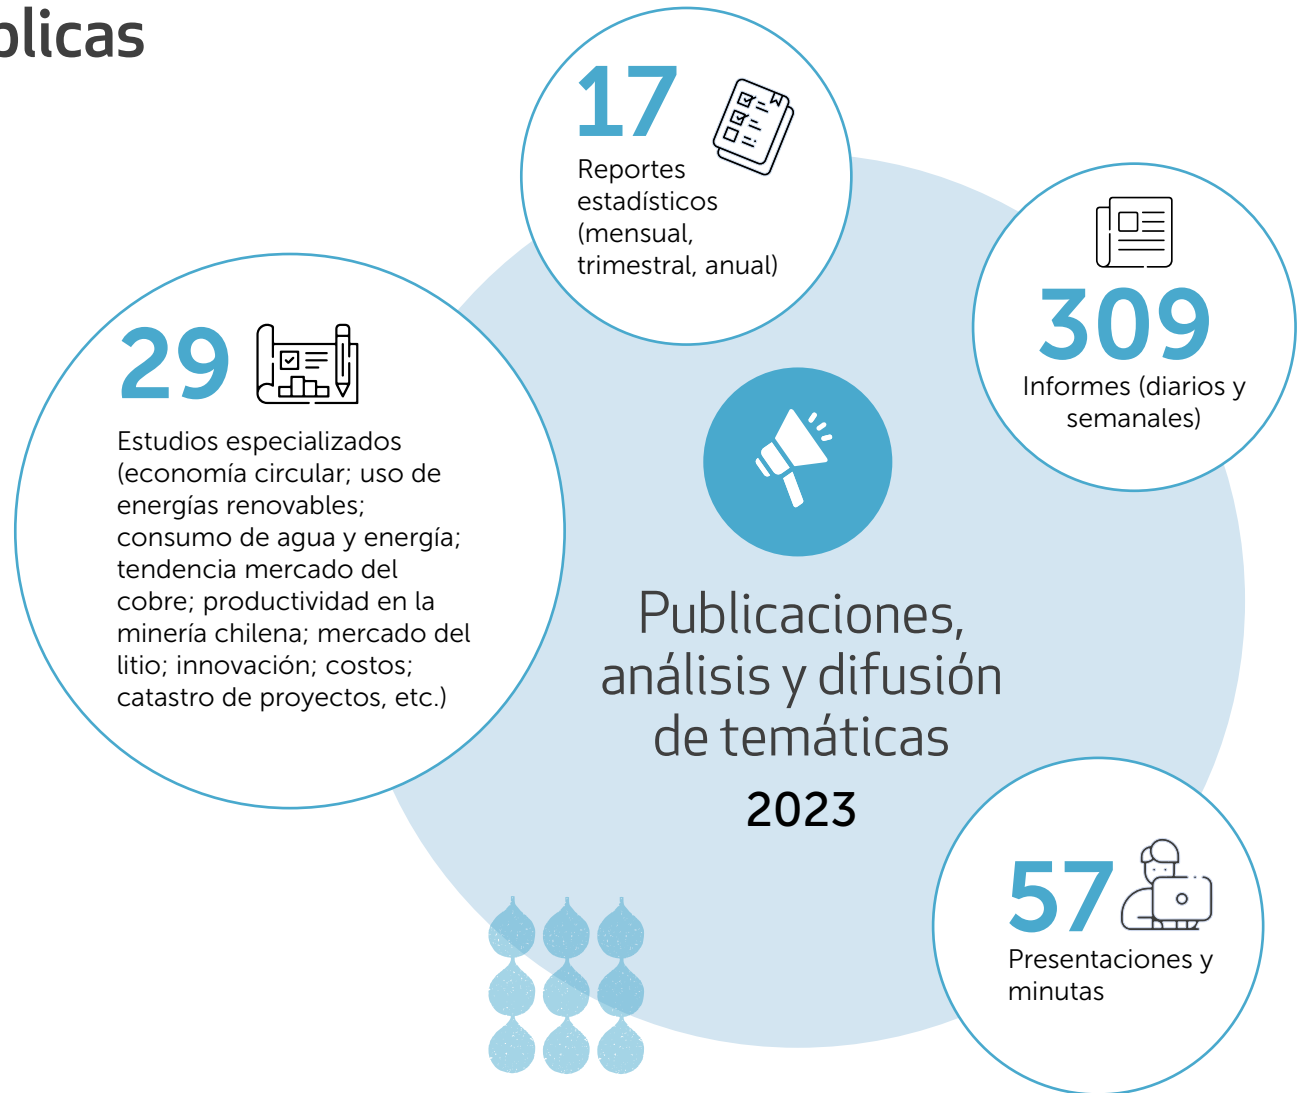 17
Reportes
estadísticos
(mensual,
trimestral, anual)
309
Informes (diarios y
semanales)
29
Estudios especializados
(economía circular; uso de
energías renovables;
consumo de agua y energía;
tendencia mercado del
cobre; productividad en la
minería chilena; mercado del
litio; innovación; costos;
catastro de proyectos, etc.)
Publicaciones,
análisis y difusión
de temáticas
2023
57
Presentaciones y
minutas